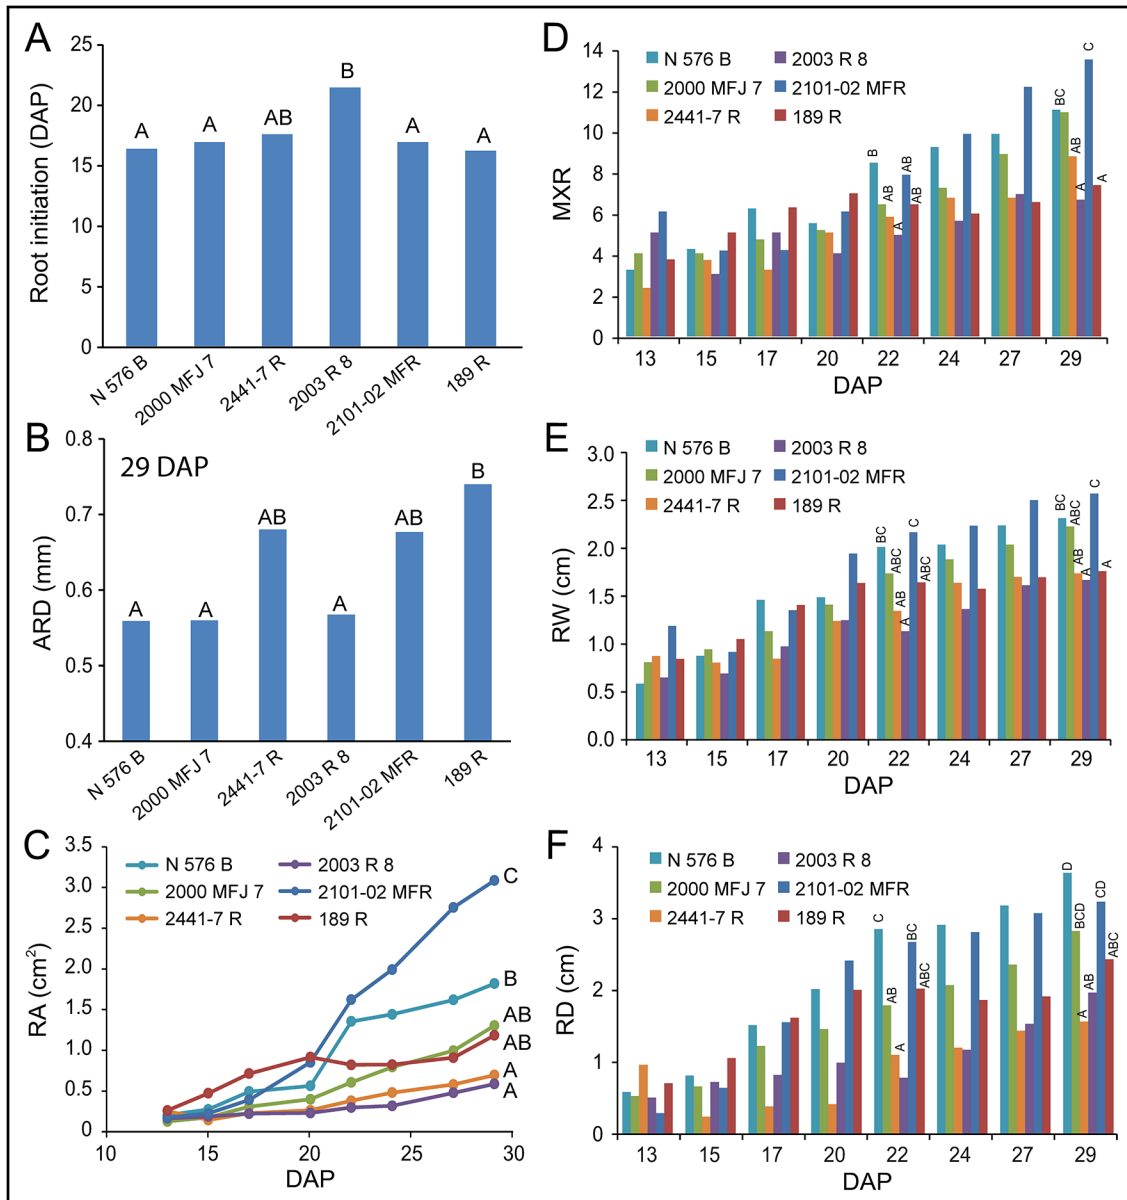 A
Root initiation (DAP)
25
20
15
10
5
0
A
A
AB
B
A
A
N 576 B
2000 MFJ 7
2441-7 R
2003 R 8
2101-02 MFR
189 R
B
29 DAP
ARD (mm)
0.8
0.7
0.6
0.5
0.4
A
A
AB
A
AB
B
N 576 B
2000 MFJ 7
2441-7 R
2003 R 8
2101-02 MFR
189 R
C
RA (cm²)
3.5
3.0
2.5
2.0
1.5
1.0
0.5
0
N 576 B
2000 MFJ 7
2441-7 R
2003 R 8
2101-02 MFR
189 R
C
B
AB
AB
A
A
10
15
20
25
30
DAP
D
MXR
14
12
10
8
6
4
2
0
N 576 B
2000 MFJ 7
2441-7 R
2003 R 8
2101-02 MFR
189 R
B
AB
A
AB
AB
BC
AB
A
C
A
13
15
17
20
22
24
27
29
DAP
E
RW (cm)
3.0
2.5
2.0
1.5
1.0
0.5
0.0
N 576 B
2000 MFJ 7
2441-7 R
2003 R 8
2101-02 MFR
189 R
BC
ABC
AB
A
C
ABC
BC
ABC
AB
A
C
A
13
15
17
20
22
24
27
29
DAP
F
RD (cm)
4
3
2
1
0
N 576 B
2000 MFJ 7
2441-7 R
2003 R 8
2101-02 MFR
189 R
C
AB
A
BC
ABC
D
BCD
A
AB
CD
ABC
13
15
17
20
22
24
27
29
DAP